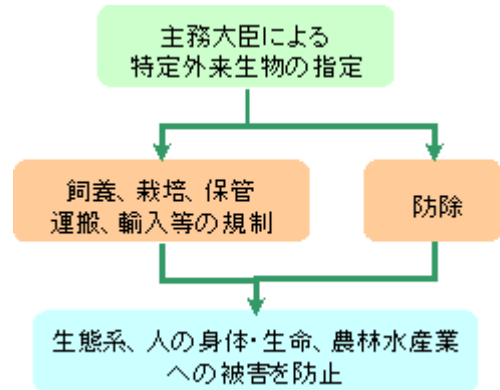 主務大臣による
特定外来生物の指定
飼養、栽培、保管
運搬、輸入等の規制
防除
生態系、人の身体・生命、農林水産業
への被害を防止